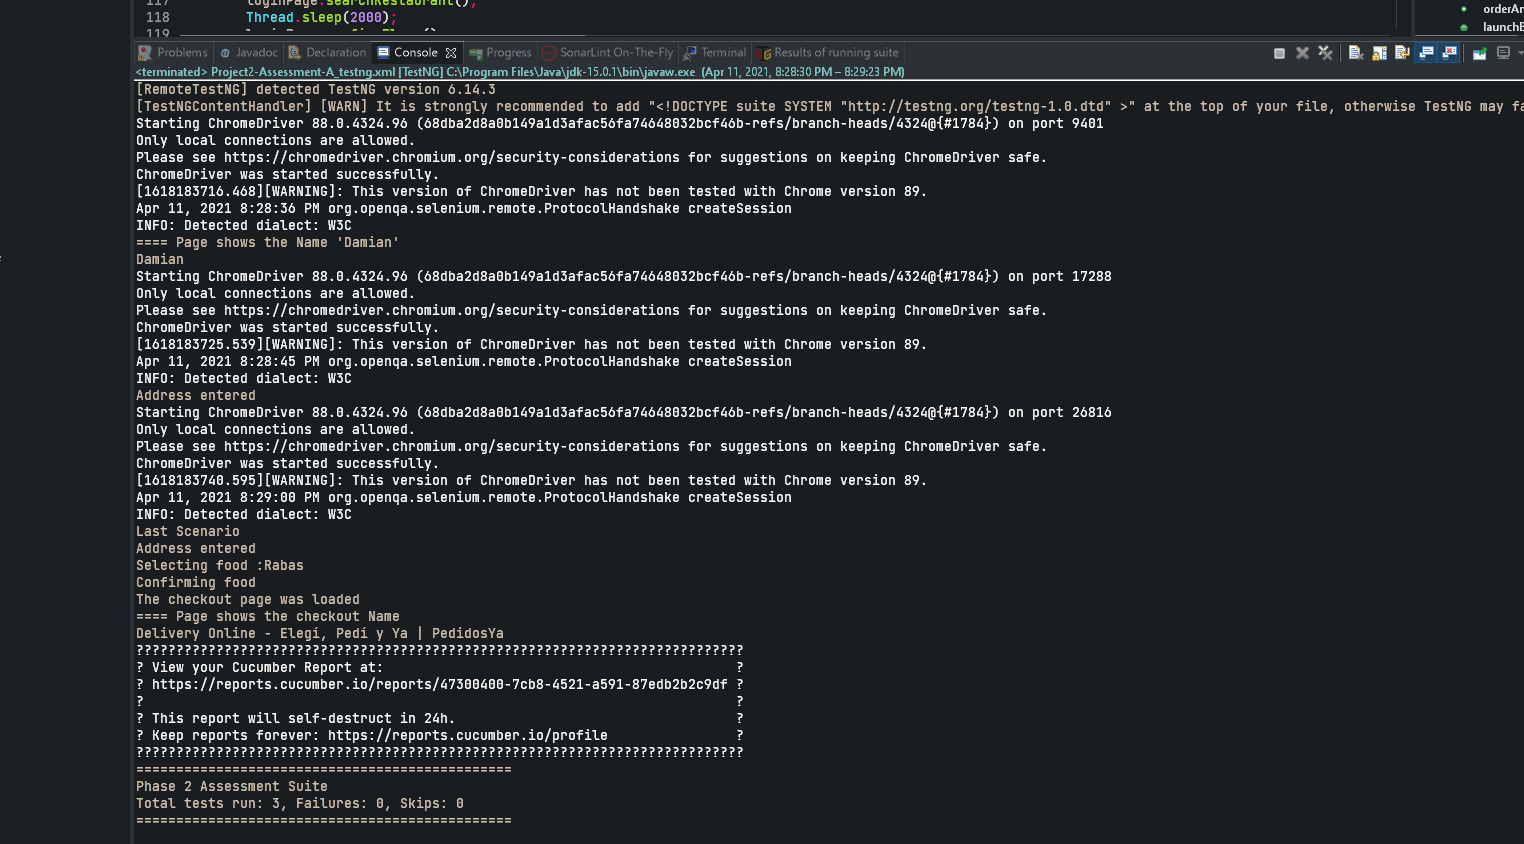 117 loginPage.searchRestaurant();
118 Thread.sleep(2000);
119
orderAn
launchB
Problems Javadoc Declaration Console Progress SonarLint On-The-Fly Terminal Results of running suite
<terminated> Project2-Assessment-A_testng.xml [TestNG] C:\Program Files\Java\jdk-15.0.1\bin\javaw.exe (Apr 11, 2021, 8:28:30 PM – 8:29:23 PM)
[RemoteTestNG] detected TestNG version 6.14.3
[TestNGContentHandler] [WARN] It is strongly recommended to add "<!DOCTYPE suite SYSTEM "http://testng.org/testng-1.0.dtd" >" at the top of your file, otherwise TestNG may fa
Starting ChromeDriver 88.0.4324.96 (68dba2d8a0b149a1d3afac56fa74648032bcf46b-refs/branch-heads/4324@{#1784}) on port 9401
Only local connections are allowed.
Please see https://chromedriver.chromium.org/security-considerations for suggestions on keeping ChromeDriver safe.
ChromeDriver was started successfully.
[1618183716.468][WARNING]: This version of ChromeDriver has not been tested with Chrome version 89.
Apr 11, 2021 8:28:36 PM org.openqa.selenium.remote.ProtocolHandshake createSession
INFO: Detected dialect: W3C
==== Page shows the Name 'Damian'
Damian
Starting ChromeDriver 88.0.4324.96 (68dba2d8a0b149a1d3afac56fa74648032bcf46b-refs/branch-heads/4324@{#1784}) on port 17288
Only local connections are allowed.
Please see https://chromedriver.chromium.org/security-considerations for suggestions on keeping ChromeDriver safe.
ChromeDriver was started successfully.
[1618183725.539][WARNING]: This version of ChromeDriver has not been tested with Chrome version 89.
Apr 11, 2021 8:28:45 PM org.openqa.selenium.remote.ProtocolHandshake createSession
INFO: Detected dialect: W3C
Address entered
Starting ChromeDriver 88.0.4324.96 (68dba2d8a0b149a1d3afac56fa74648032bcf46b-refs/branch-heads/4324@{#1784}) on port 26816
Only local connections are allowed.
Please see https://chromedriver.chromium.org/security-considerations for suggestions on keeping ChromeDriver safe.
ChromeDriver was started successfully.
[1618183740.595][WARNING]: This version of ChromeDriver has not been tested with Chrome version 89.
Apr 11, 2021 8:29:00 PM org.openqa.selenium.remote.ProtocolHandshake createSession
INFO: Detected dialect: W3C
Last Scenario
Address entered
Selecting food :Rabas
Confirming food
The checkout page was loaded
==== Page shows the checkout Name
Delivery Online - Elegí, Pedí y Ya | PedidosYa
????????????????????????????????????????????????????????????????????????????
? View your Cucumber Report at: ?
? https://reports.cucumber.io/reports/47300400-7cb8-4521-a591-87edb2b2c9df ?
? ?
? This report will self-destruct in 24h. ?
? Keep reports forever: https://reports.cucumber.io/profile ?
????????????????????????????????????????????????????????????????????????????
===============================================
Phase 2 Assessment Suite
Total tests run: 3, Failures: 0, Skips: 0
===============================================